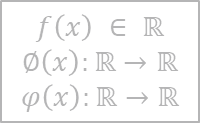 f(x) ∈ ℝ
∅(x): ℝ → ℝ
φ(x): ℝ → ℝ